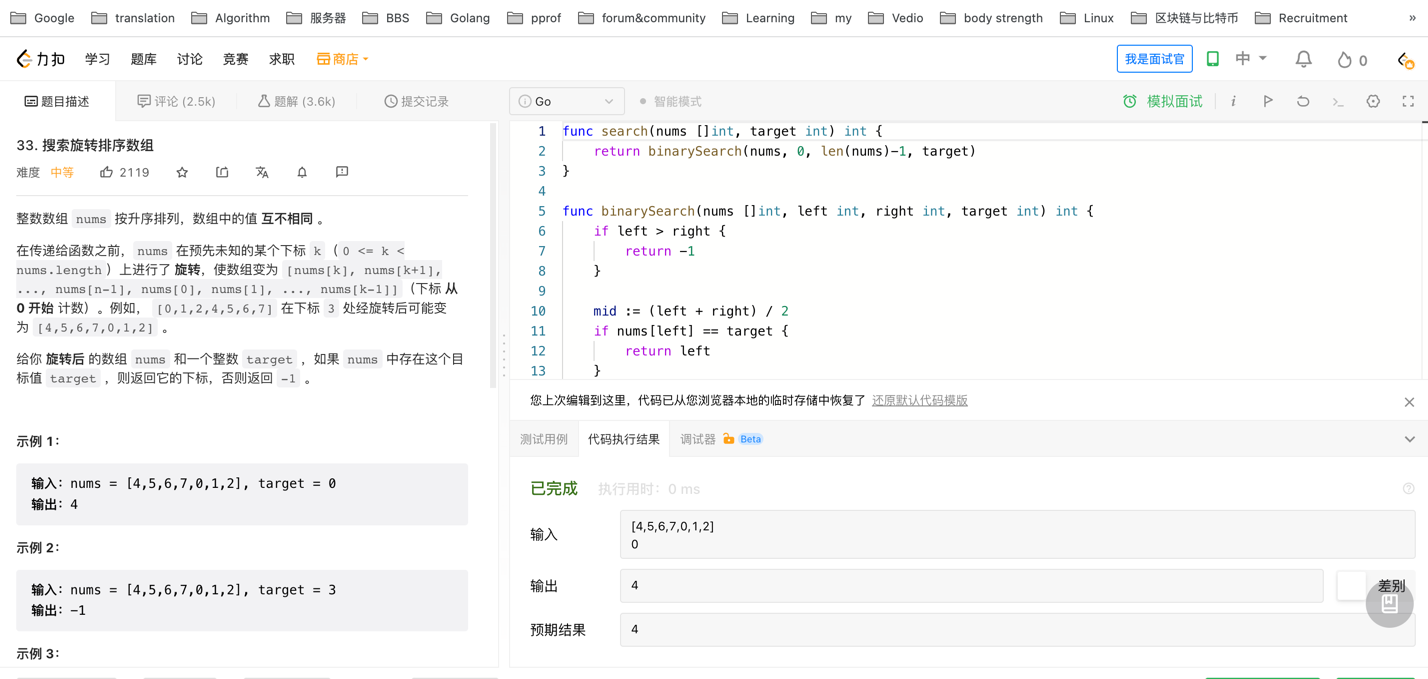 Google translation Algorithm 服务器 BBS Golang pprof forum&community Learning my Vedio body strength Linux 区块链与比特币 Recruitment »
力扣 学习 题库 讨论 竞赛 求职 商店 我是面试官 中 0
题目描述 评论 (2.5k) 题解 (3.6k) 提交记录
33. 搜索旋转排序数组
难度 中等 2119
整数数组 nums 按升序排列，数组中的值 互不相同 。
在传递给函数之前，nums 在预先未知的某个下标 k（0 <= k <
nums.length）上进行了 旋转，使数组变为 [nums[k], nums[k+1],
..., nums[n-1], nums[0], nums[1], ..., nums[k-1]]（下标 从
0 开始 计数）。例如， [0,1,2,4,5,6,7] 在下标 3 处经旋转后可能变
为 [4,5,6,7,0,1,2] 。
给你 旋转后 的数组 nums 和一个整数 target ，如果 nums 中存在这个目
标值 target ，则返回它的下标，否则返回 -1 。
示例 1：
输入：nums = [4,5,6,7,0,1,2], target = 0
输出：4
示例 2：
输入：nums = [4,5,6,7,0,1,2], target = 3
输出：-1
示例 3：
Go 智能模式 模拟面试
1 func search(nums []int, target int) int {
2 return binarySearch(nums, 0, len(nums)-1, target)
3 }
4
5 func binarySearch(nums []int, left int, right int, target int) int {
6 if left > right {
7 return -1
8 }
9
10 mid := (left + right) / 2
11 if nums[left] == target {
12 return left
13 }
您上次编辑到这里，代码已从您浏览器本地的临时存储中恢复了 还原默认代码模版
测试用例 代码执行结果 调试器 Beta
已完成 执行用时：0 ms
输入
[4,5,6,7,0,1,2]
0
输出 4 差别
预期结果 4